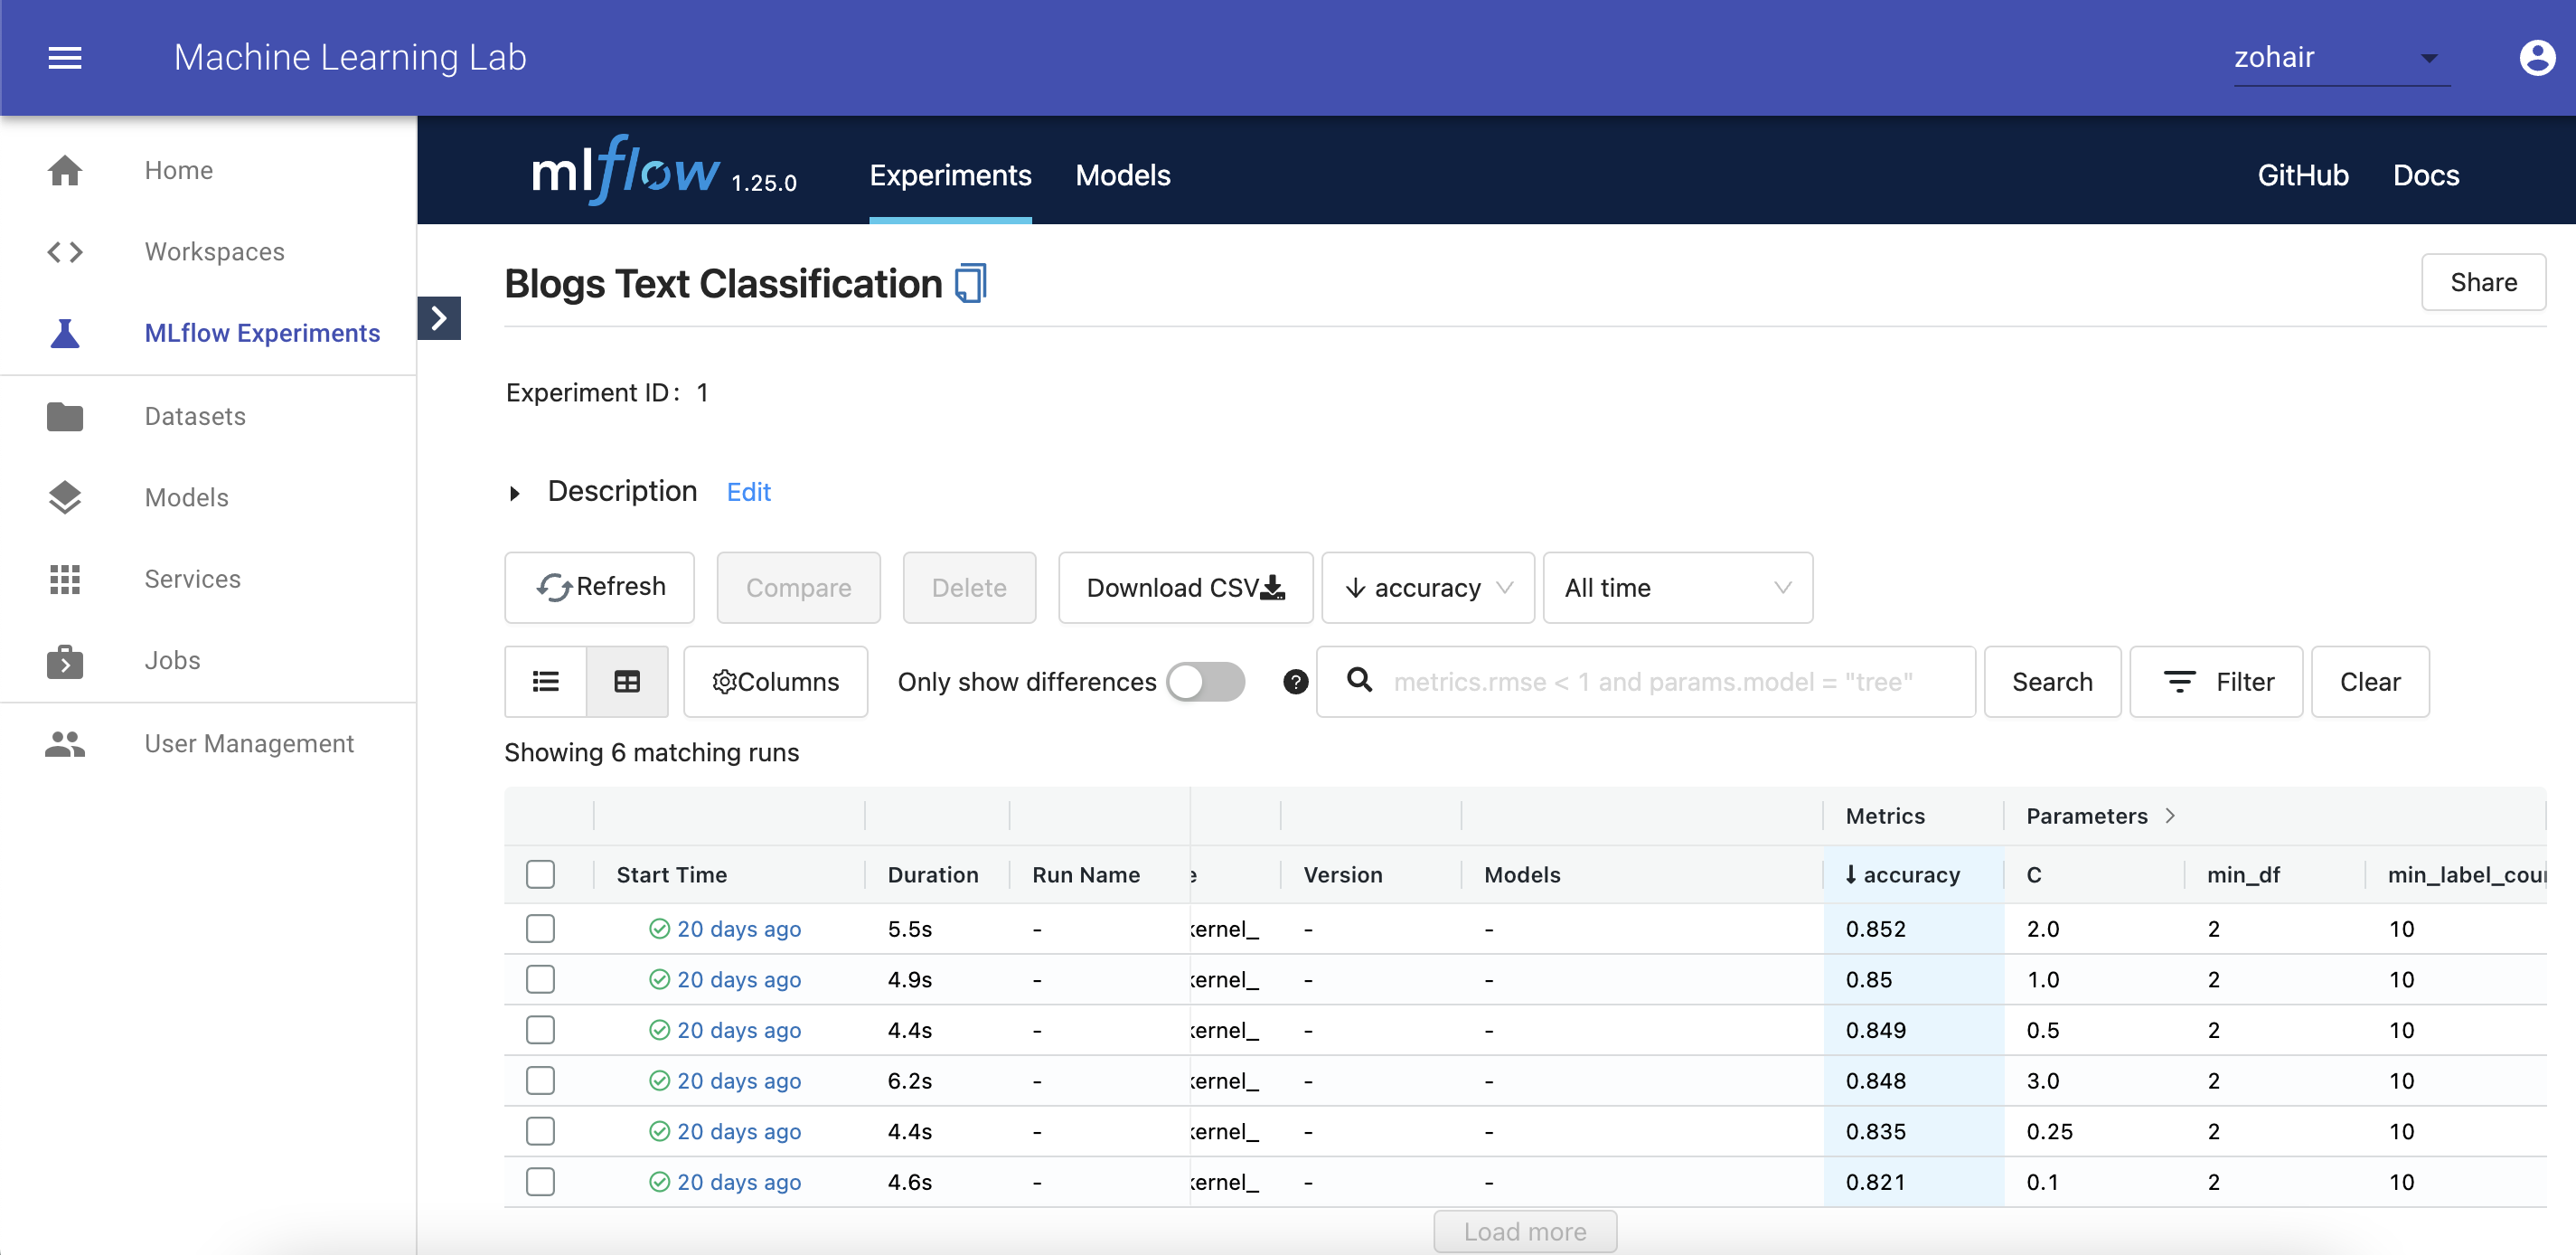 Machine Learning Lab
zohair
Home
Workspaces
MLflow Experiments
Datasets
Models
Services
Jobs
User Management
mlflow 1.25.0 Experiments Models GitHub Docs
Blogs Text Classification
Share
Experiment ID: 1
Description Edit
Refresh Compare Delete Download CSV accuracy All time
Columns Only show differences metrics.rmse < 1 and params.model = "tree" Search Filter Clear
Showing 6 matching runs
Metrics Parameters
Start Time Duration Run Name Version Models accuracy C min_df min_label_cou
20 days ago 5.5s - kernel_ - - 0.852 2.0 2 10
20 days ago 4.9s - kernel_ - - 0.85 1.0 2 10
20 days ago 4.4s - kernel_ - - 0.849 0.5 2 10
20 days ago 6.2s - kernel_ - - 0.848 3.0 2 10
20 days ago 4.4s - kernel_ - - 0.835 0.25 2 10
20 days ago 4.6s - kernel_ - - 0.821 0.1 2 10
Load more